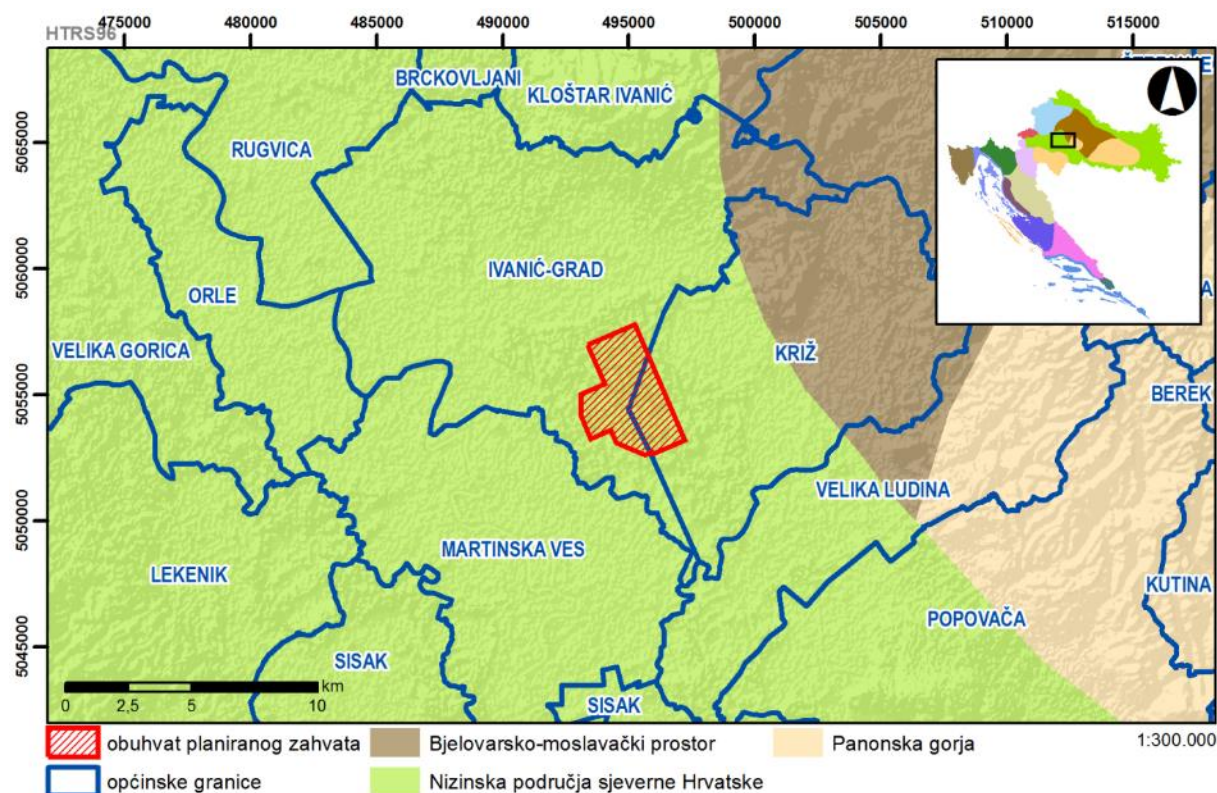 475000 480000 485000 490000 495000 500000 505000 510000 515000
HTRS96
BRCKOVLJANI
KLOŠTAR IVANIĆ
5065000
RUGVICA
5060000
IVANIĆ-GRAD
ORLE
VELIKA GORICA
KRIŽ
5055000
BEREK
VELIKA LUDINA
5050000
MARTINSKA VES
LEKENIK
KUTINA
POPOVAČA
5045000
SISAK
SISAK
km
0 2,5 5 10
obuhvat planiranog zahvata
Bjelovarsko-moslavački prostor
Panonska gorja
1:300.000
općinske granice
Nizinska područja sjeverne Hrvatske